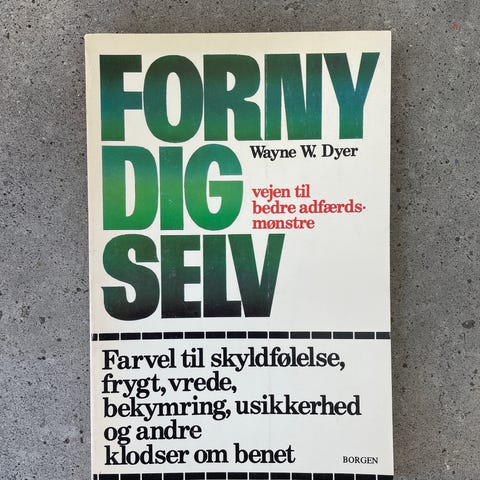 FORNY
Wayne W. Dyer
DIG
vejen til
bedre adfærds-
mønstre
SELV
Farvel til skyldfølelse,
frygt, vrede,
bekymring, usikkerhed
og andre
klodser om benet
BORGEN